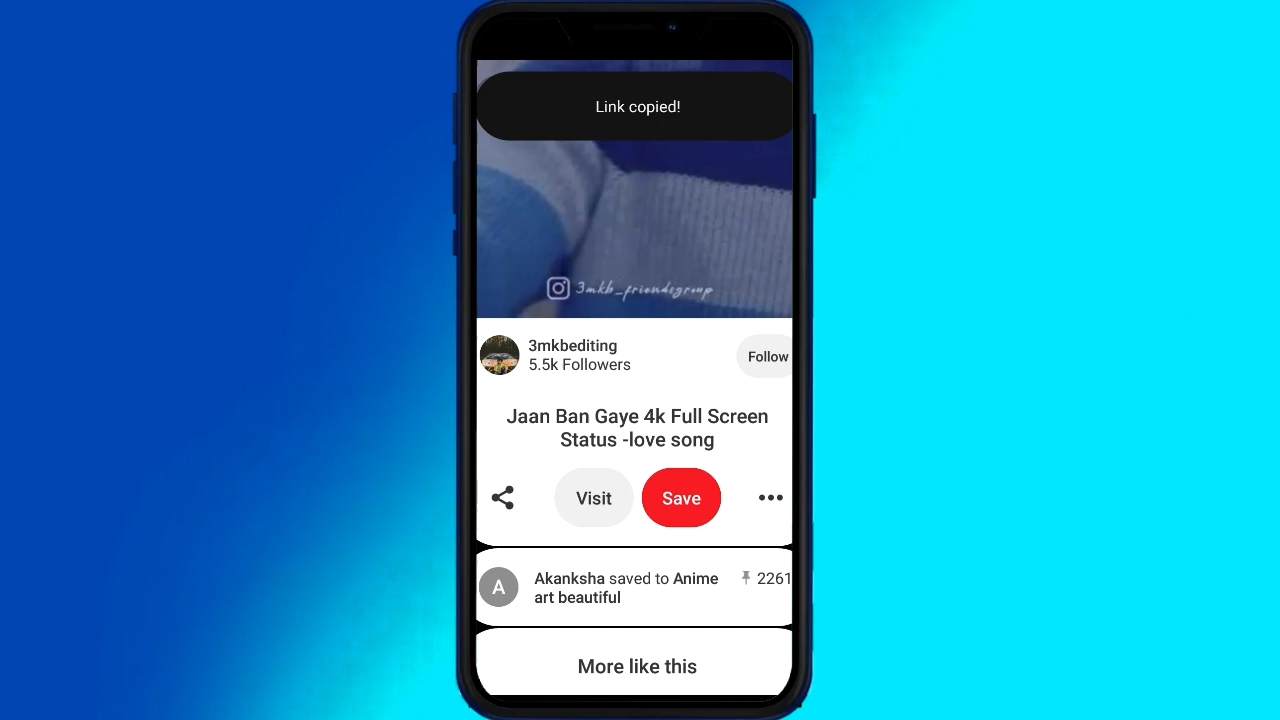 Link copied!
3mkb_friendsgroup
3mkbediting
5.5k Followers
Follow
Jaan Ban Gaye 4k Full Screen
Status -love song
Visit
Save
A
Akanksha saved to Anime
art beautiful
2261
More like this